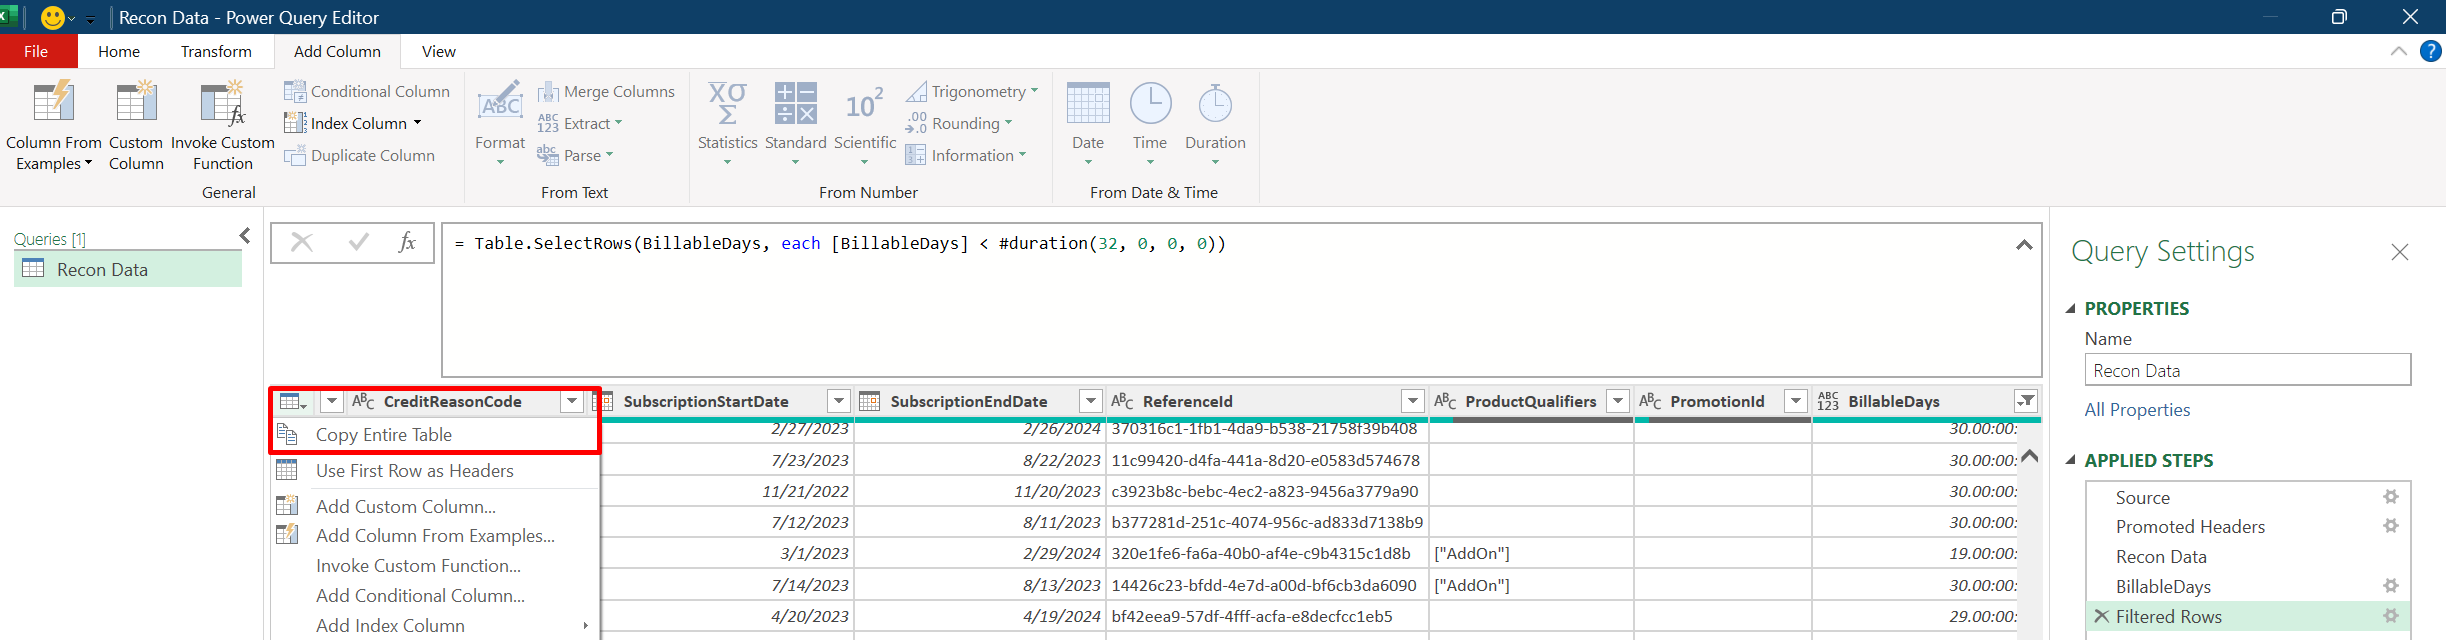 Recon Data - Power Query Editor
File Home Transform Add Column View
Column From Examples
Custom Column
Invoke Custom Function
Conditional Column
Index Column
Duplicate Column
General
Format
Merge Columns
Extract
Parse
From Text
Statistics
Standard
Scientific
Trigonometry
Rounding
Information
From Number
Date
Time
Duration
From Date & Time
Queries [1]
Recon Data
= Table.SelectRows(BillableDays, each [BillableDays] < #duration(32, 0, 0, 0))
CreditReasonCode SubscriptionStartDate SubscriptionEndDate ReferenceId ProductQualifiers PromotionId BillableDays
2/27/2023 2/26/2024 370316c1-1fb1-4da9-b538-21758f39b408 30.00:00:
7/23/2023 8/22/2023 11c99420-d4fa-441a-8d20-e0583d574678 30.00:00:
11/21/2022 11/20/2023 c3923b8c-bebc-4ec2-a823-9456a3779a90 30.00:00:
7/12/2023 8/11/2023 b377281d-251c-4074-956c-ad833d7138b9 30.00:00:
3/1/2023 2/29/2024 320e1fe6-fa6a-40b0-af4e-c9b4315c1d8b ["AddOn"] 19.00:00:
7/14/2023 8/13/2023 14426c23-bfdd-4e7d-a00d-bf6cb3da6090 ["AddOn"] 30.00:00:
4/20/2023 4/19/2024 bf42eea9-57df-4fff-acfa-e8decfcc1eb5 29.00:00:
Copy Entire Table
Use First Row as Headers
Add Custom Column...
Add Column From Examples...
Invoke Custom Function...
Add Conditional Column...
Add Index Column
Query Settings
PROPERTIES
Name
Recon Data
All Properties
APPLIED STEPS
Source
Promoted Headers
Recon Data
BillableDays
Filtered Rows